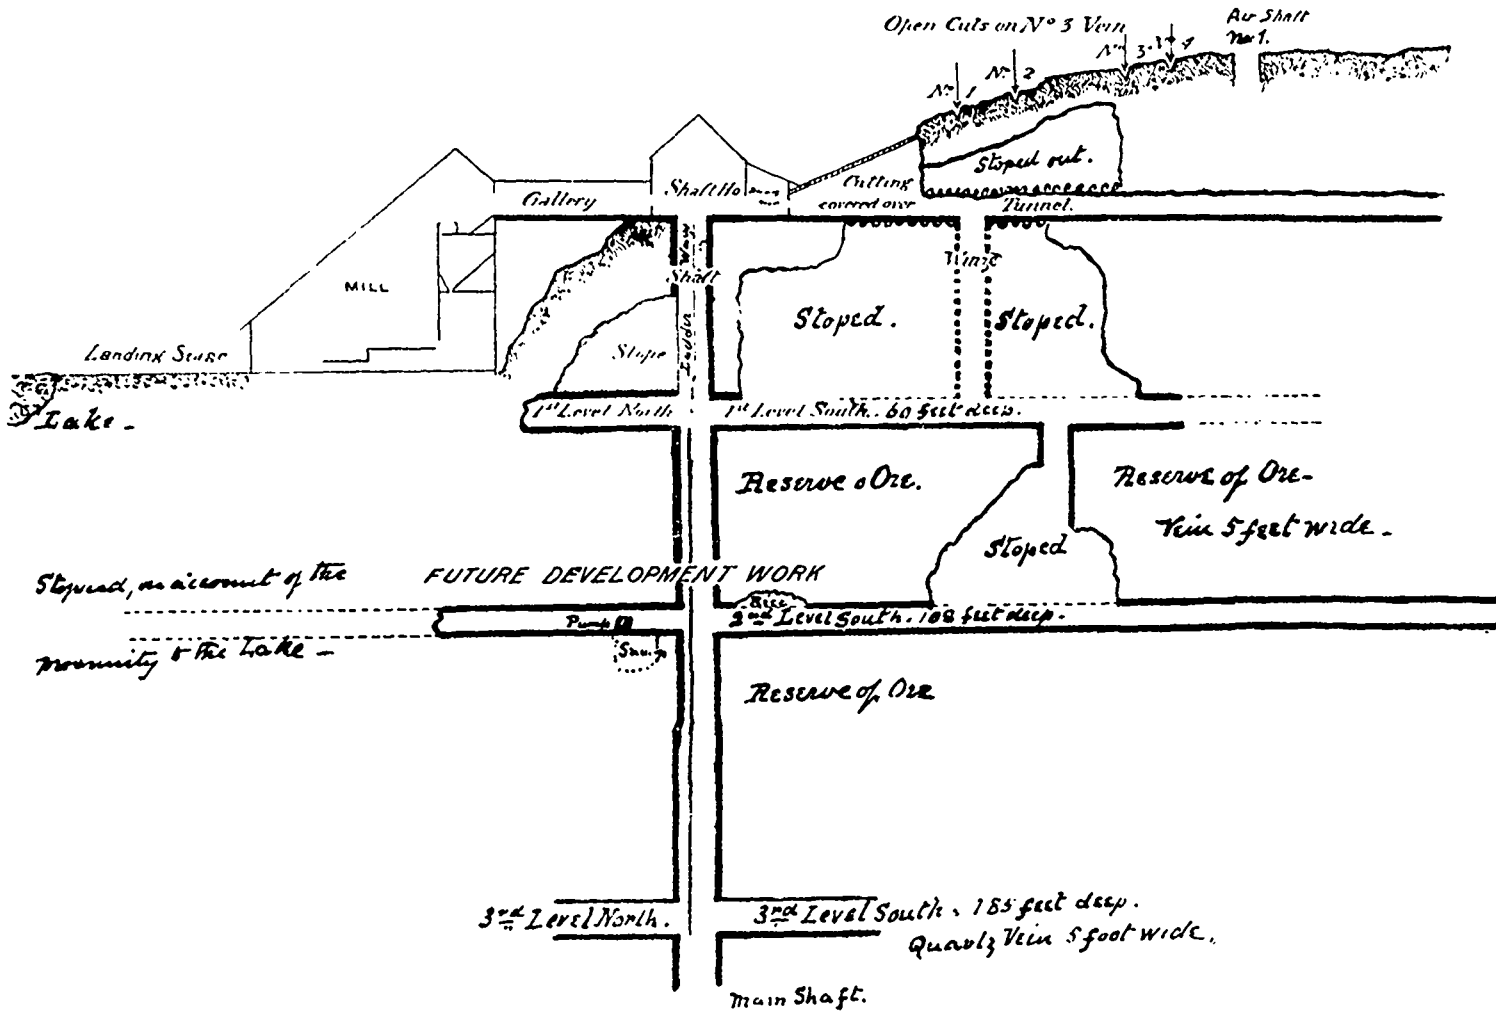 Open Cuts on No 3 Vein
Air Shaft
No 1.
No 1
No 2
No 3
4
Stoped out.
Cutting
covered over
Tunnel.
Gallery
Shaft Ho
MILL
Landing Stage
Lake -
Ladder Way
Shaft
Stope
Stoped.
Winze
Stoped.
1st Level North
1st Level South. 60 feet deep.
Reserve o Ore.
Reserve of Ore-
Vein 5 feet wide -
Stoped
Stopped, on account of the
proximity to the Lake -
FUTURE DEVELOPMENT WORK
Pump
2nd Level South. 108 feet deep.
Reserve of Ore
3rd Level North.
3rd Level South. 185 feet deep.
Quartz Vein 5 foot wide.
Main Shaft.